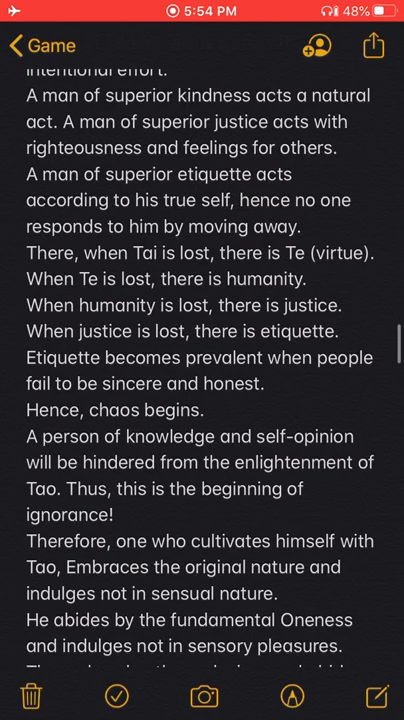 5:54 PM
48%
Game
intentional effort.
A man of superior kindness acts a natural
act. A man of superior justice acts with
righteousness and feelings for others.
A man of superior etiquette acts
according to his true self, hence no one
responds to him by moving away.
There, when Tai is lost, there is Te (virtue).
When Te is lost, there is humanity.
When humanity is lost, there is justice.
When justice is lost, there is etiquette.
Etiquette becomes prevalent when people
fail to be sincere and honest.
Hence, chaos begins.
A person of knowledge and self-opinion
will be hindered from the enlightenment of
Tao. Thus, this is the beginning of
ignorance!
Therefore, one who cultivates himself with
Tao, Embraces the original nature and
indulges not in sensual nature.
He abides by the fundamental Oneness
and indulges not in sensory pleasures.